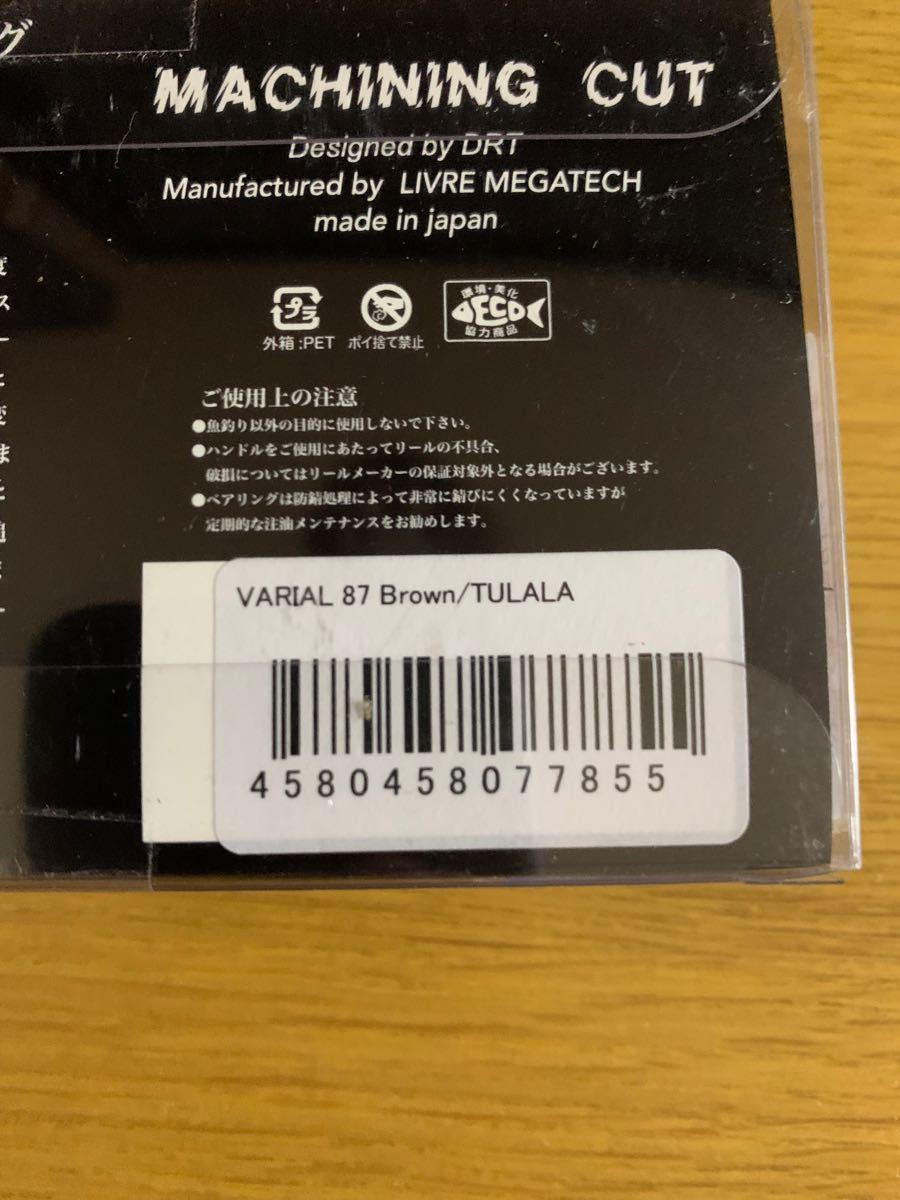 グ
MACHINING CUT
Designed by DRT
Manufactured by LIVRE MEGATECH
made in japan
プラ
外箱:PET
ポイ捨て禁止
環境・美化
ECO
協力商品
ご使用上の注意
●魚釣り以外の目的に使用しないで下さい。
●ハンドルをご使用にあたってリールの不具合、
破損についてはリールメーカーの保証対象外となる場合がございます。
●ベアリングは防錆処理によって非常に錆びにくくなっていますが
定期的な注油メンテナンスをお勧めします。
VARIAL 87 Brown/TULALA
4580458077855